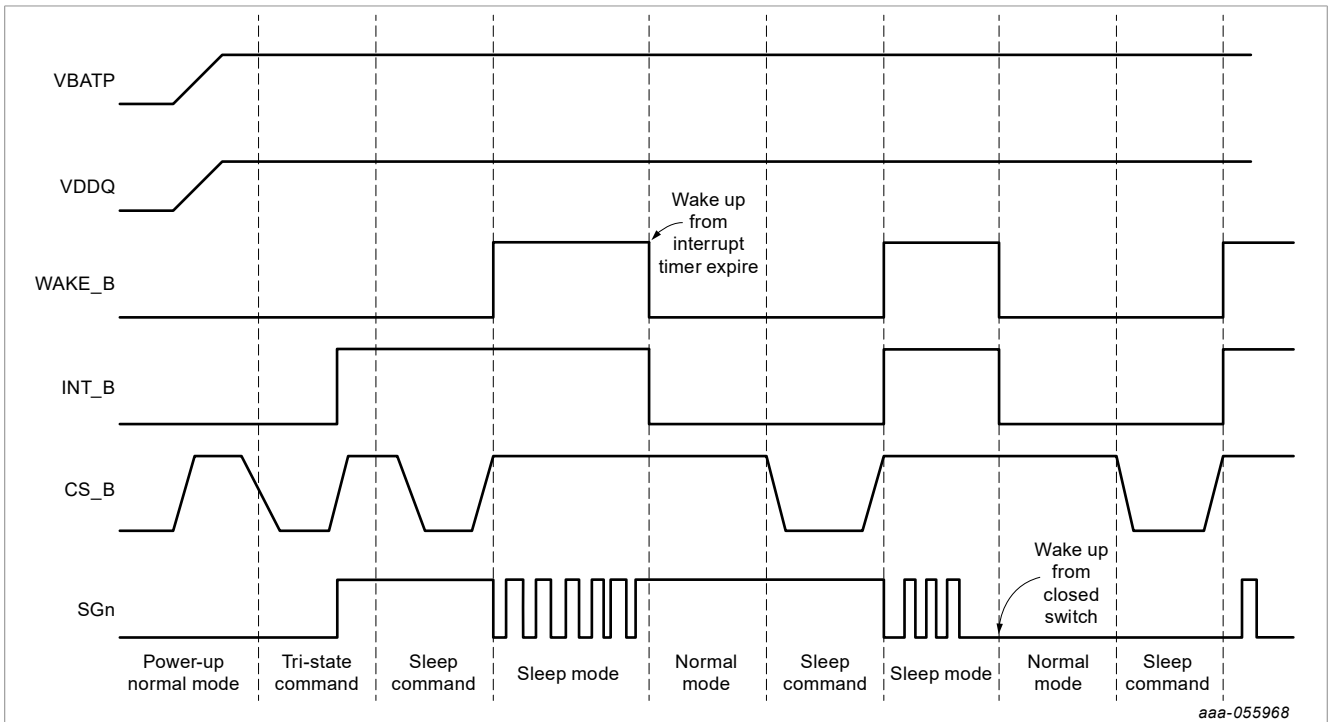 VBATP
VDDQ
Wake up
from
interrupt
timer expire
WAKE_B
INT_B
CS_B
Wake up
from
closed
switch
SGn
Power-up
normal mode
Tri-state
command
Sleep
command
Sleep mode
Normal
mode
Sleep
command
Sleep mode
Normal
mode
Sleep
command
aaa-055968